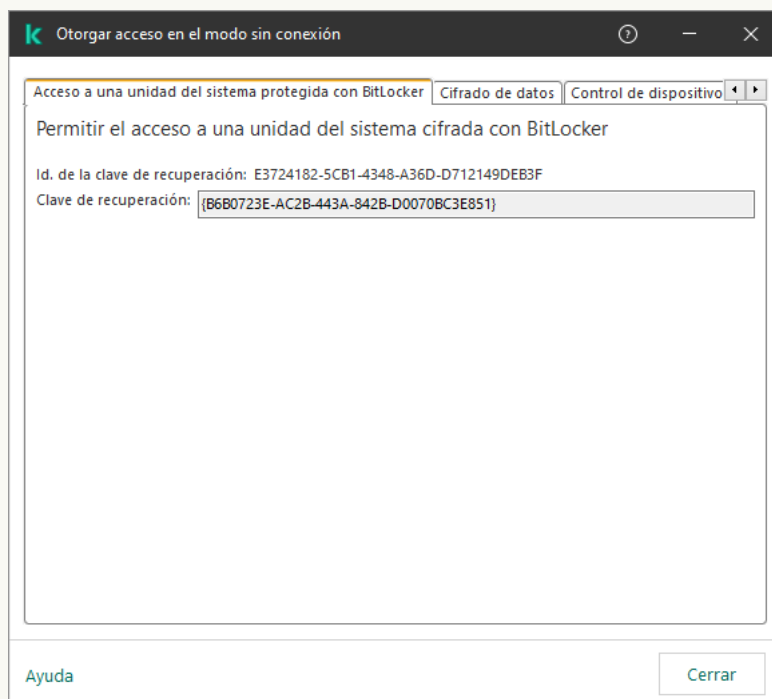 Otorgar acceso en el modo sin conexión
Acceso a una unidad del sistema protegida con BitLocker Cifrado de datos Control de dispositivo
Permitir el acceso a una unidad del sistema cifrada con BitLocker
Id. de la clave de recuperación: E3724182-5CB1-4348-A36D-D712149DEB3F
Clave de recuperación: {B6B0723E-AC2B-443A-842B-D0070BC3E851}
Ayuda Cerrar